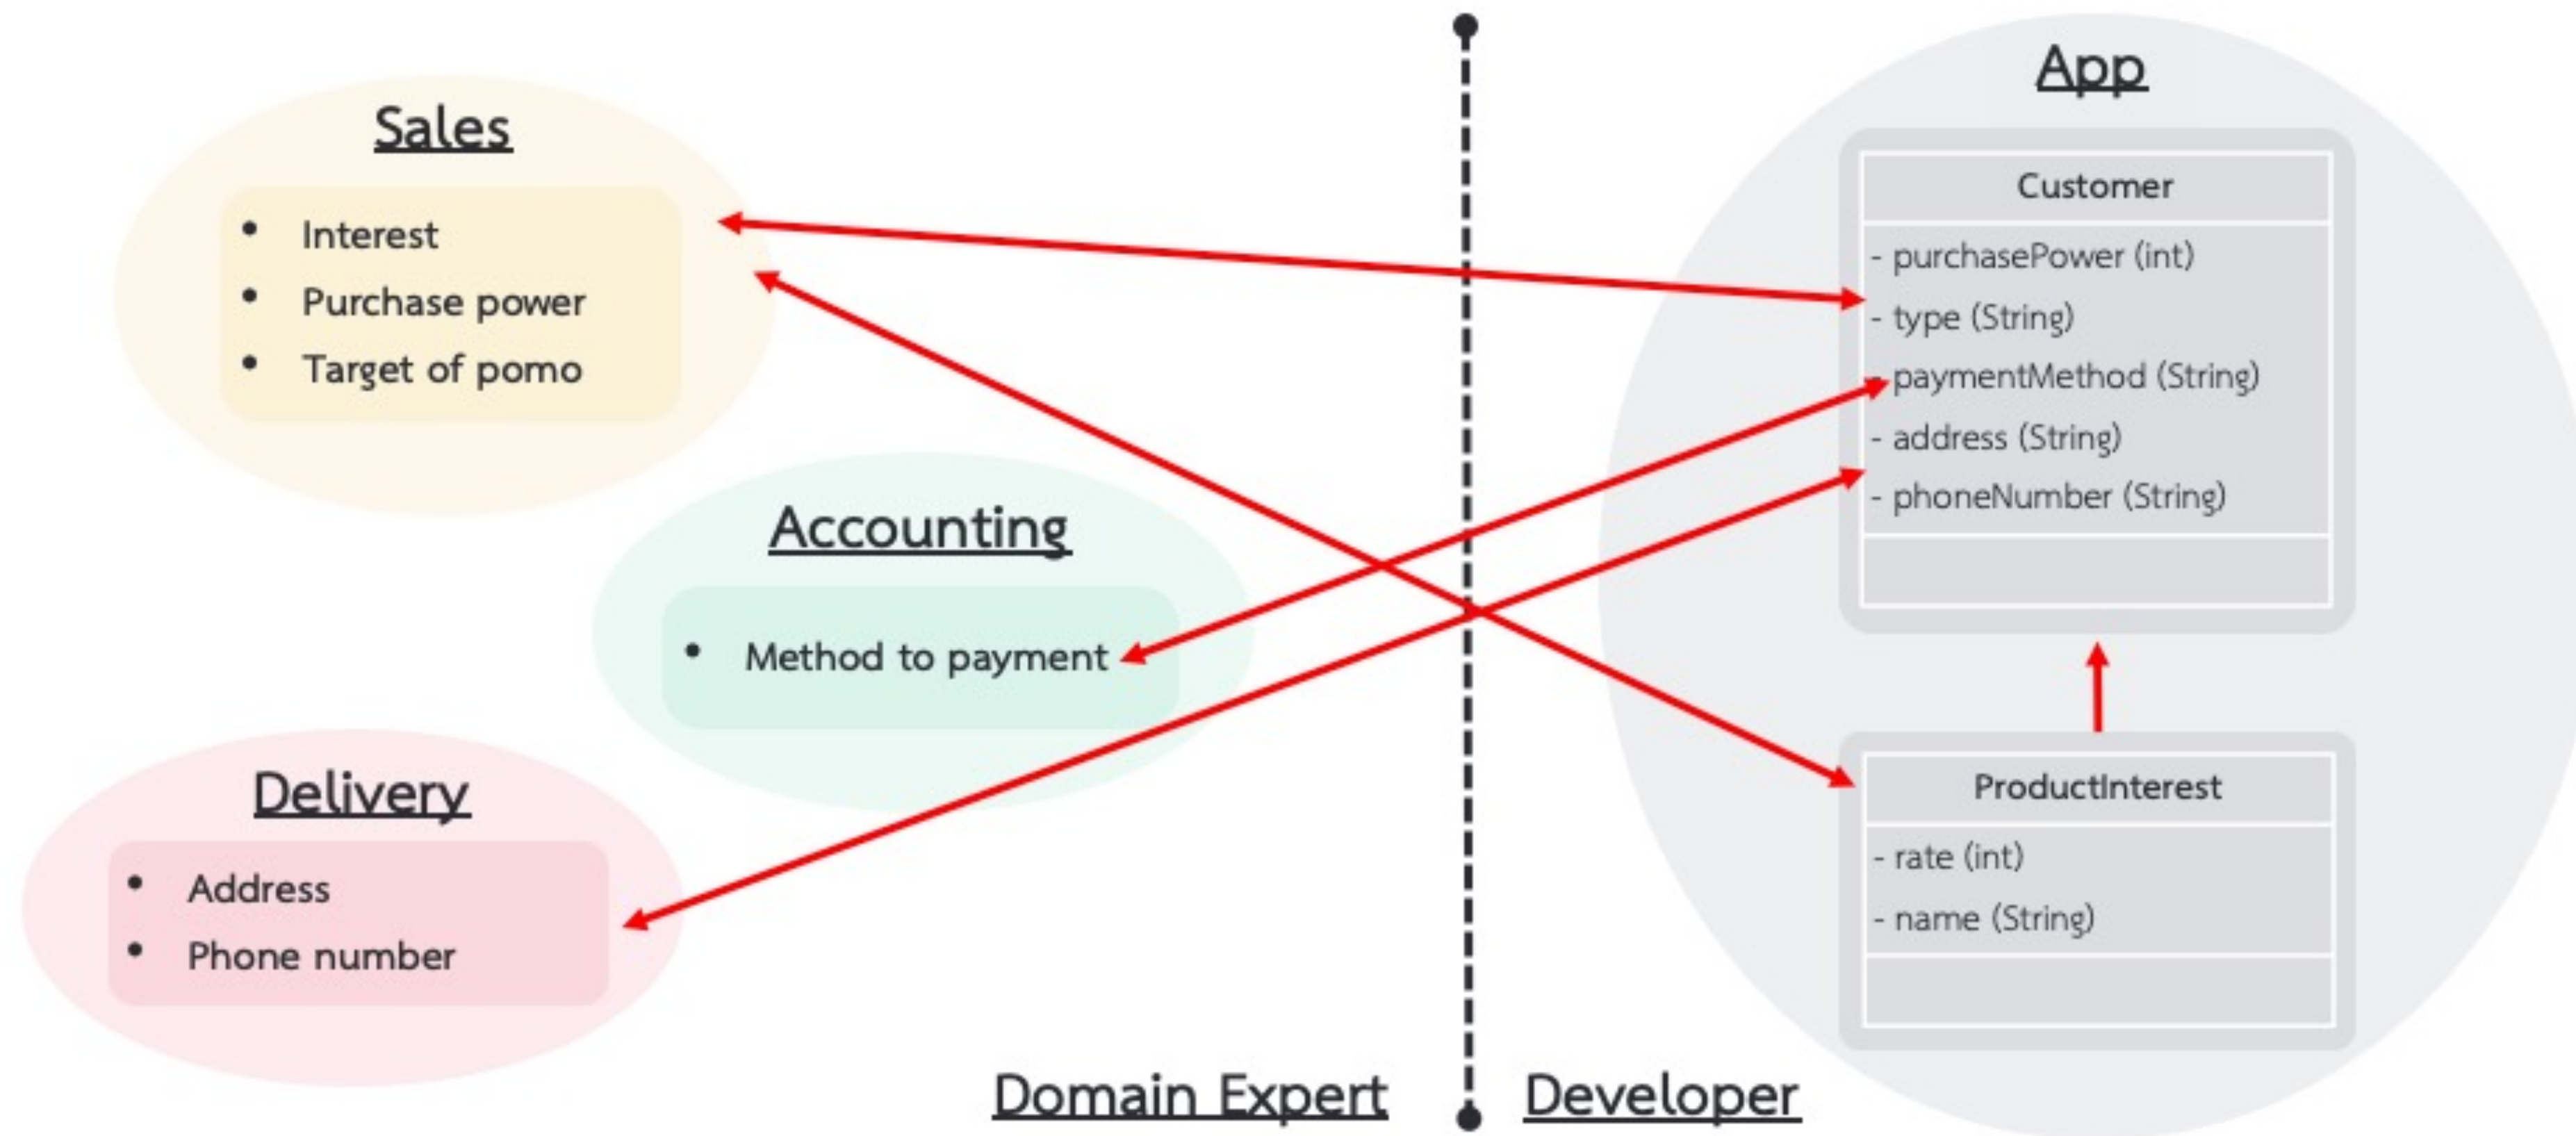 Sales
• Interest
• Purchase power
• Target of pomo
Accounting
• Method to payment
Delivery
• Address
• Phone number
Domain Expert
Developer
App
Customer
- purchasePower (int)
- type (String)
- paymentMethod (String)
- address (String)
- phoneNumber (String)
ProductInterest
- rate (int)
- name (String)